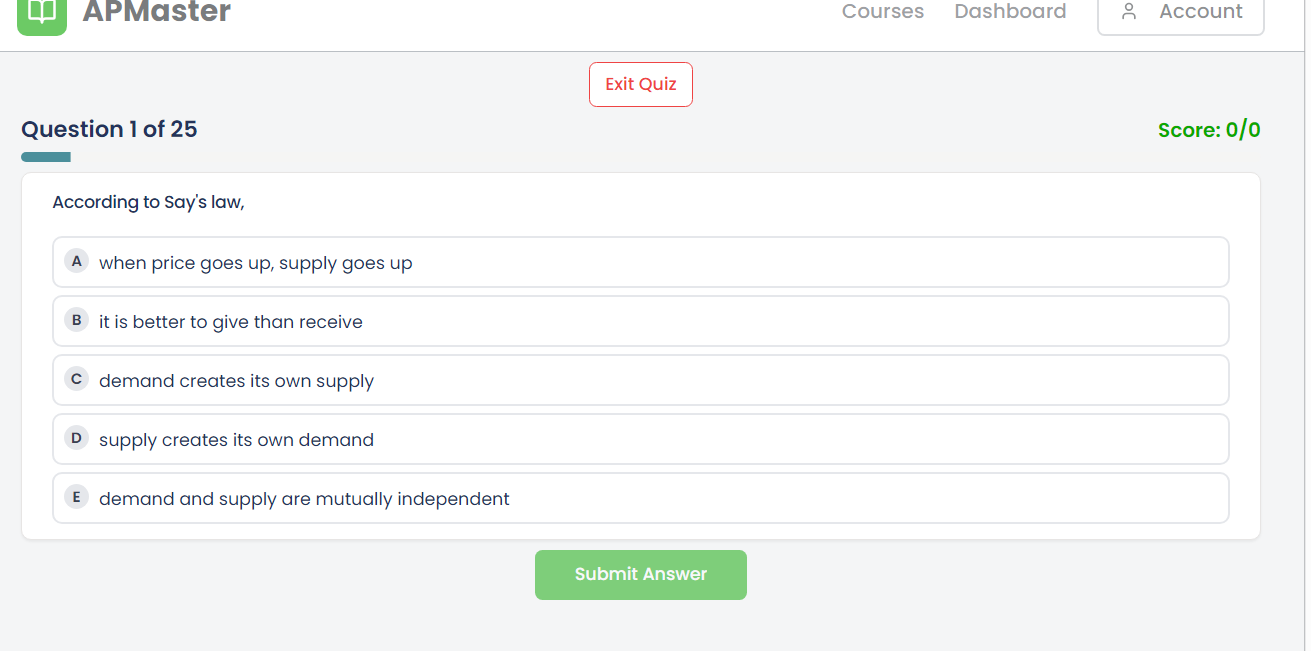 APMaster
Courses Dashboard Account
Exit Quiz
Question 1 of 25
Score: 0/0
According to Say's law,
A when price goes up, supply goes up
B it is better to give than receive
C demand creates its own supply
D supply creates its own demand
E demand and supply are mutually independent
Submit Answer